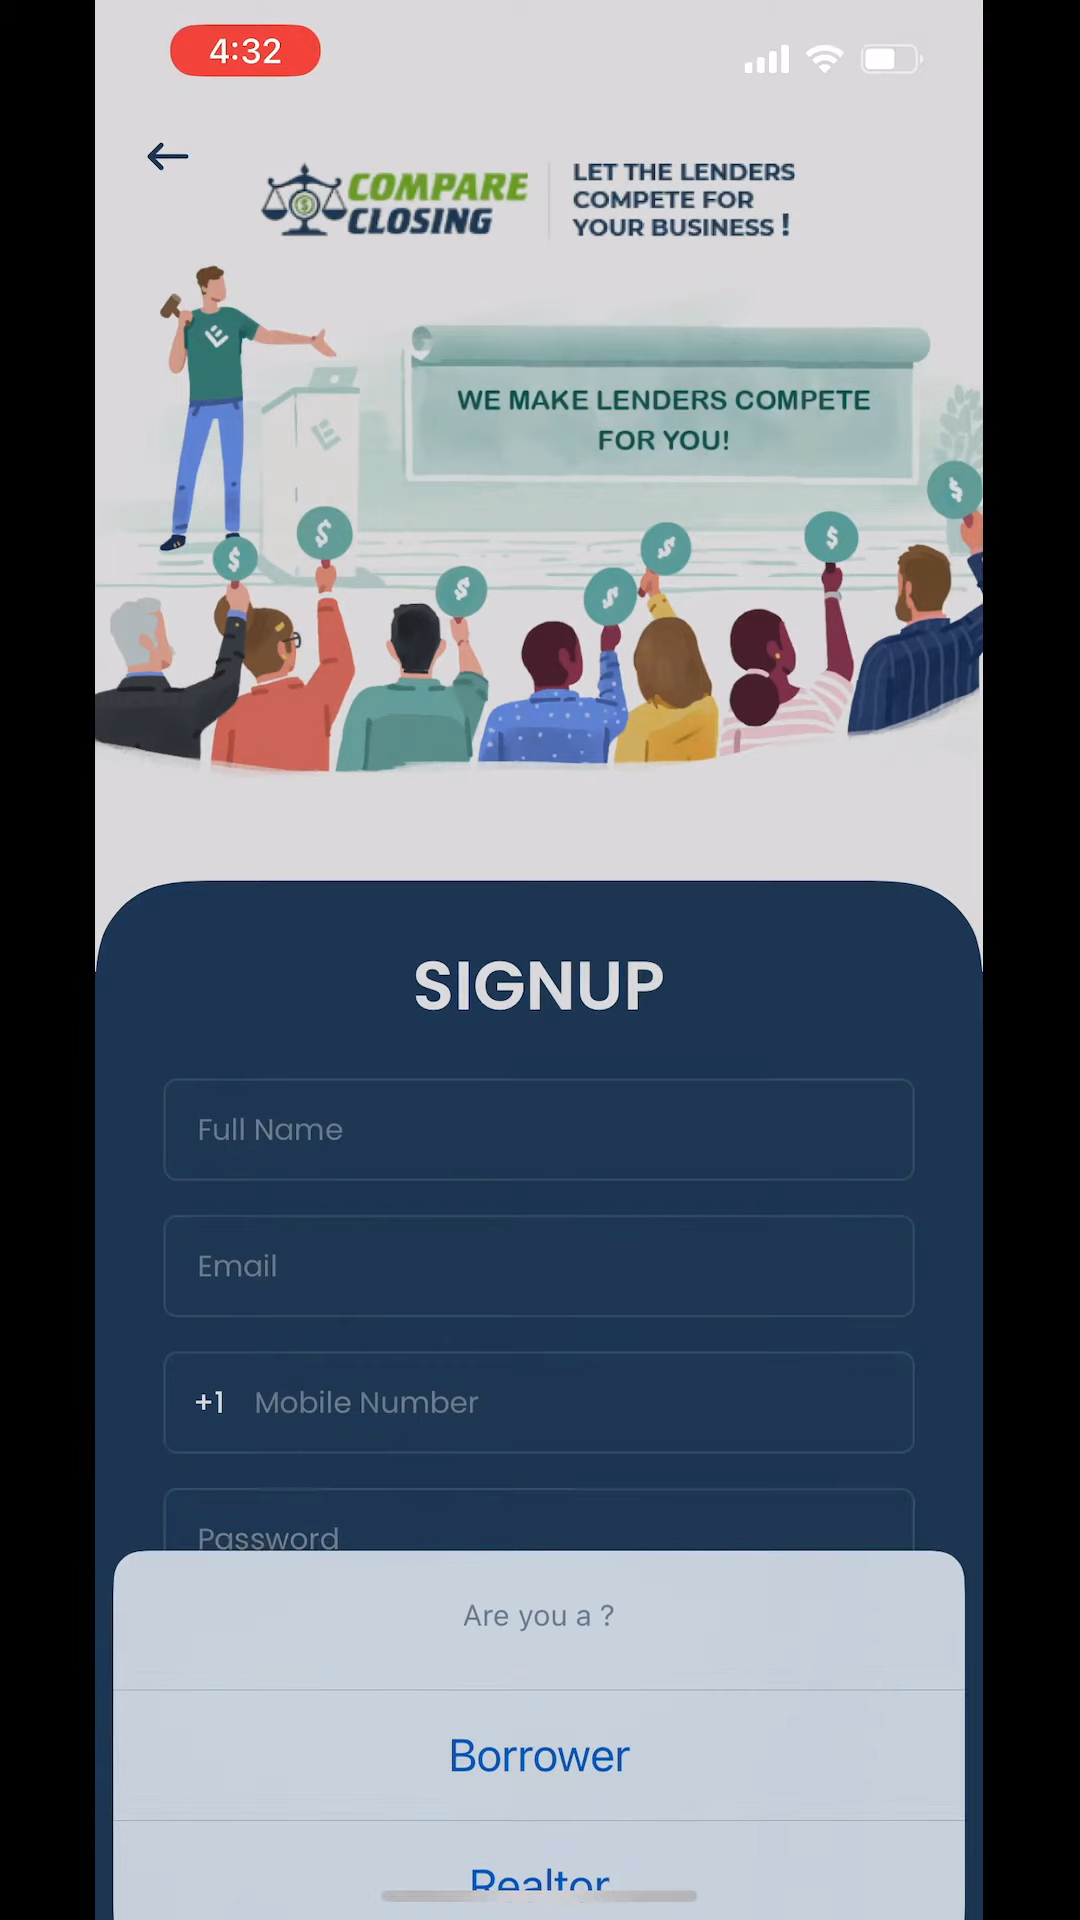 4:32
COMPARE
CLOSING
LET THE LENDERS
COMPETE FOR
YOUR BUSINESS !
WE MAKE LENDERS COMPETE
FOR YOU!
SIGNUP
Full Name
Email
+1 Mobile Number
Password
Are you a ?
Borrower
Realtor